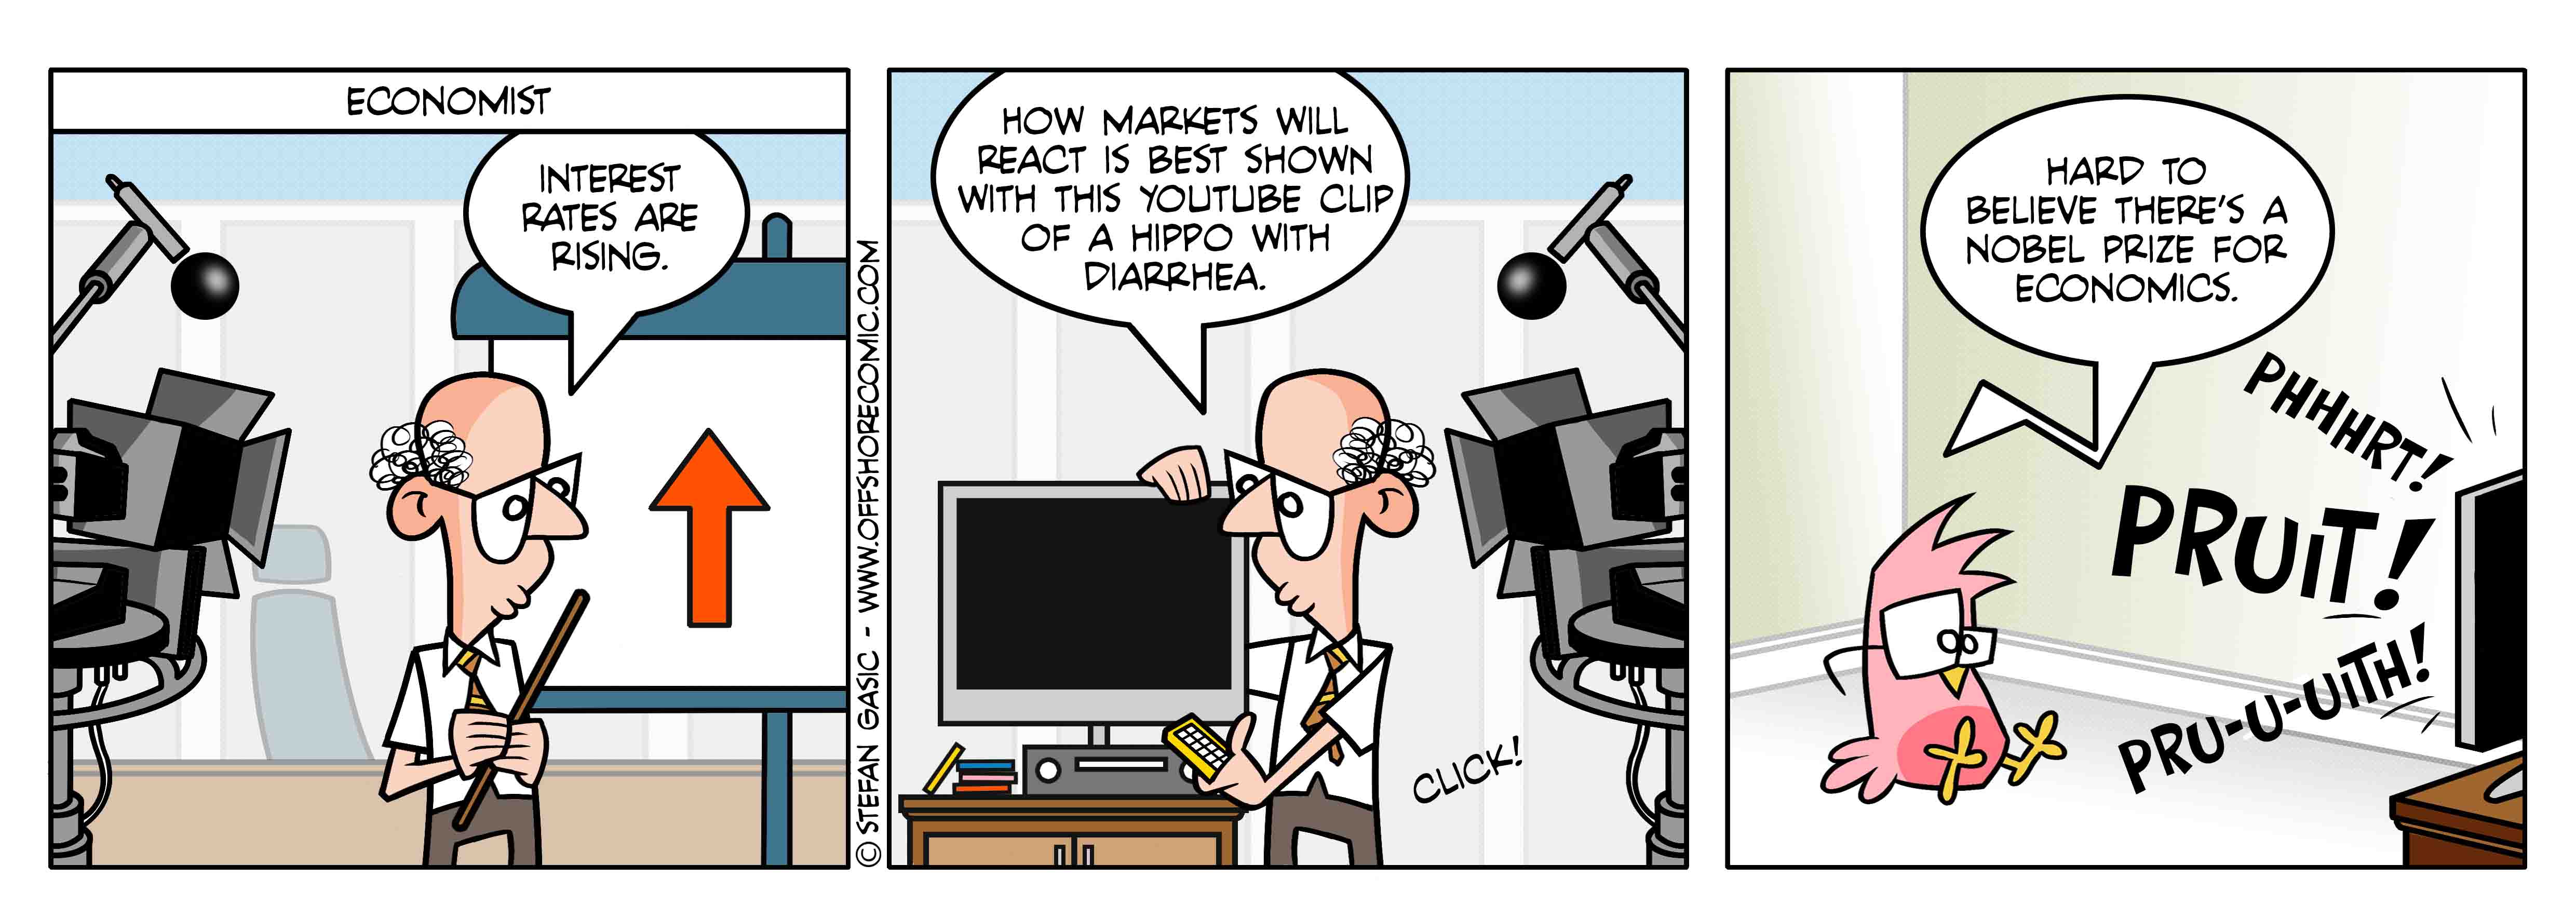 ECONOMIST
INTEREST
RATES ARE
RISING.
© STEFAN GASIC - WWW.OFFSHORECOMIC.COM
HOW MARKETS WILL
REACT IS BEST SHOWN
WITH THIS YOUTUBE CLIP
OF A HIPPO WITH
DIARRHEA.
CLICK!
HARD TO
BELIEVE THERE'S A
NOBEL PRIZE FOR
ECONOMICS.
PHHHRT!
PRUiT!
PRU-U-UiTH!